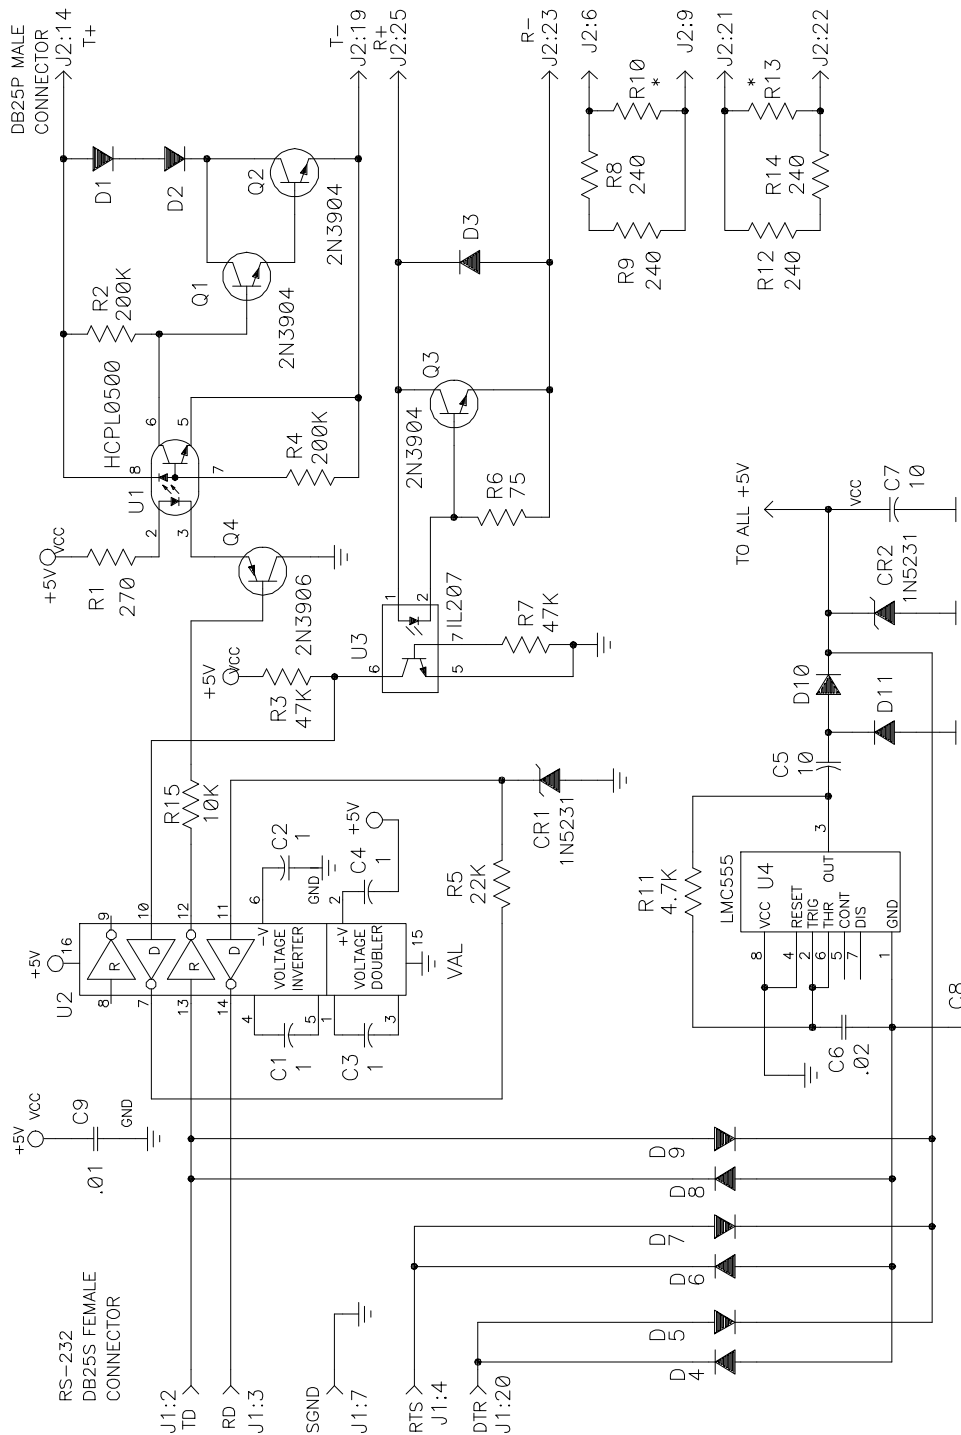 RS-232
DB25S FEMALE
CONNECTOR
J1:2
TD
RD
J1:3
SGND
J1:7
RTS
J1:4
DTR
J1:20
+5V
VCC
C9
.01
GND
D
9
D
8
D
7
D
6
D
5
D
4
+5V
16
U2
8
R
9
7
D
10
13
R
12
14
D
11
4
-V
6
VOLTAGE
INVERTER
5
1
+V
2
VOLTAGE
DOUBLER
3
15
VAL
C1
1
C3
1
C2
1
GND
C4
1
+5V
R15
10K
R5
22K
CR1
1N5231
R3
47K
+5V
VCC
+5V
VCC
R1
270
U1
HCPL0500
2
3
8
7
6
5
Q4
2N3906
R2
200K
R4
200K
Q1
2N3904
Q2
2N3904
D1
D2
DB25P MALE
CONNECTOR
J2:14
T+
T-
J2:19
R+
J2:25
R-
J2:23
U3
IL207
6
1
2
7
5
R7
47K
R6
75
Q3
2N3904
D3
J2:6
R10
*
J2:9
R8
240
R9
240
J2:21
*
R13
J2:22
R14
240
R12
240
R11
4.7K
LMC555
U4
8
VCC
4
RESET
2
TRIG
6
THR
5
CONT
7
DIS
1
GND
OUT
3
C6
.02
C8
C5
10
D10
D11
CR2
1N5231
TO ALL +5V
VCC
C7
10